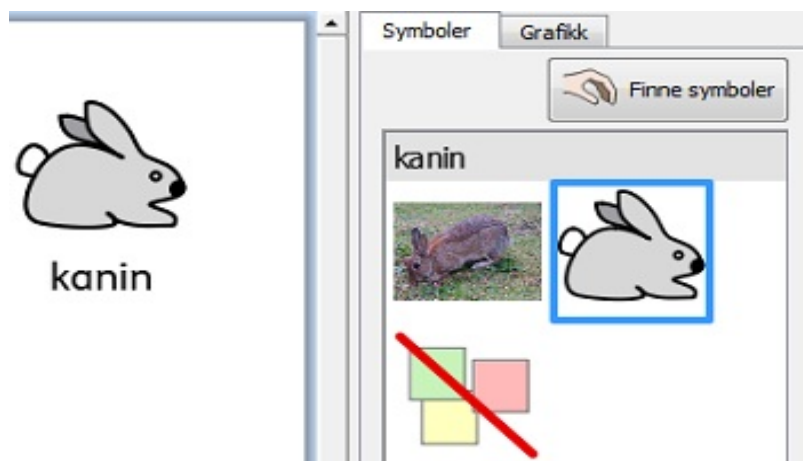 Symboler
Grafikk
Finne symboler
kanin
kanin